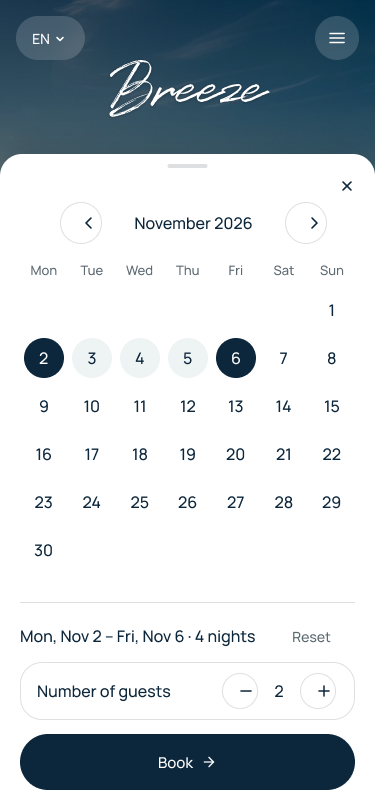 EN
Breeze
November 2026
Mon Tue Wed Thu Fri Sat Sun
1
2 3 4 5 6 7 8
9 10 11 12 13 14 15
16 17 18 19 20 21 22
23 24 25 26 27 28 29
30
Mon, Nov 2 – Fri, Nov 6 · 4 nights Reset
Number of guests 2
Book